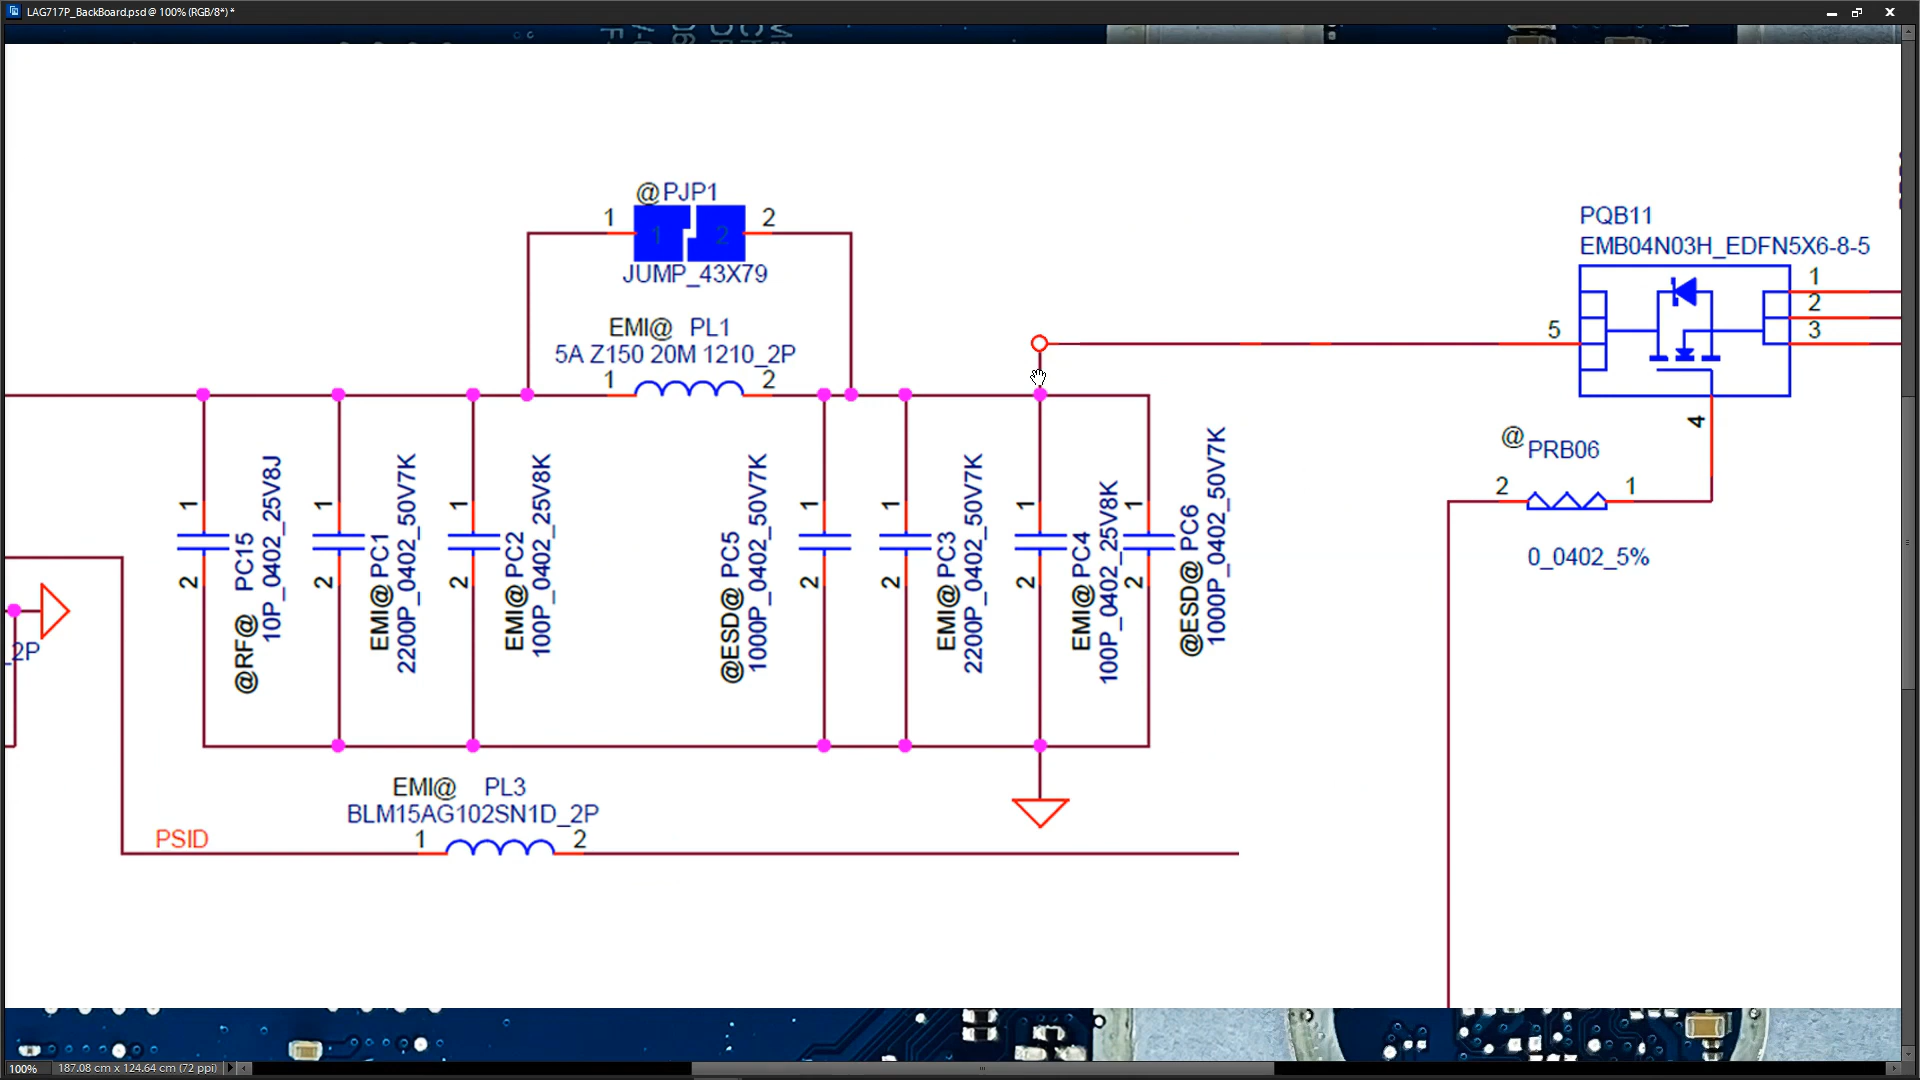 LAG717P_BackBoard.psd @ 100% (RGB/8*) *
@PJP1
1
2
1
2
JUMP_43X79
EMI@ PL1
5A Z150 20M 1210_2P
1
2
PQB11
EMB04N03H_EDFN5X6-8-5
1
2
3
5
4
@
PRB06
2
1
0_0402_5%
1
2
@RF@ PC15
10P_0402_25V8J
1
2
EMI@ PC1
2200P_0402_50V7K
1
2
EMI@ PC2
100P_0402_25V8K
@ESD@ PC5
1000P_0402_50V7K
1
2
1
2
EMI@ PC3
2200P_0402_50V7K
1
2
EMI@ PC4
100P_0402_25V8K
1
2
@ESD@ PC6
1000P_0402_50V7K
_2P
EMI@ PL3
BLM15AG102SN1D_2P
PSID
1
2
100%
187.08 cm x 124.64 cm (72 ppi)